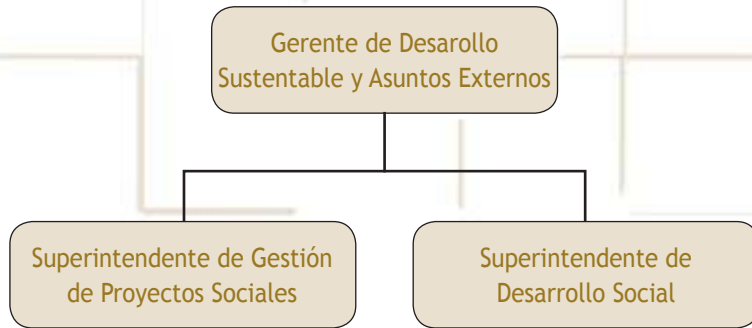 Gerente de Desarollo
Sustentable y Asuntos Externos
Superintendente de Gestión
de Proyectos Sociales
Superintendente de
Desarrollo Social